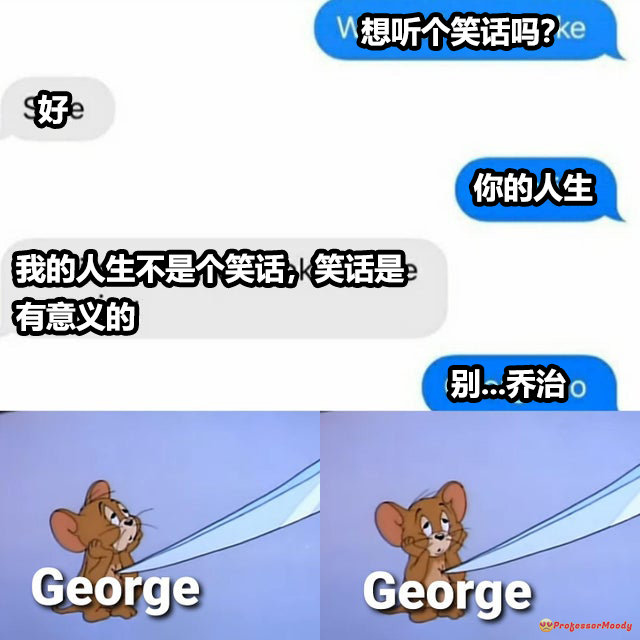 想听个笑话吗?
好
你的人生
我的人生不是个笑话，笑话是
有意义的
别...乔治
George
George
ProfessorMoody